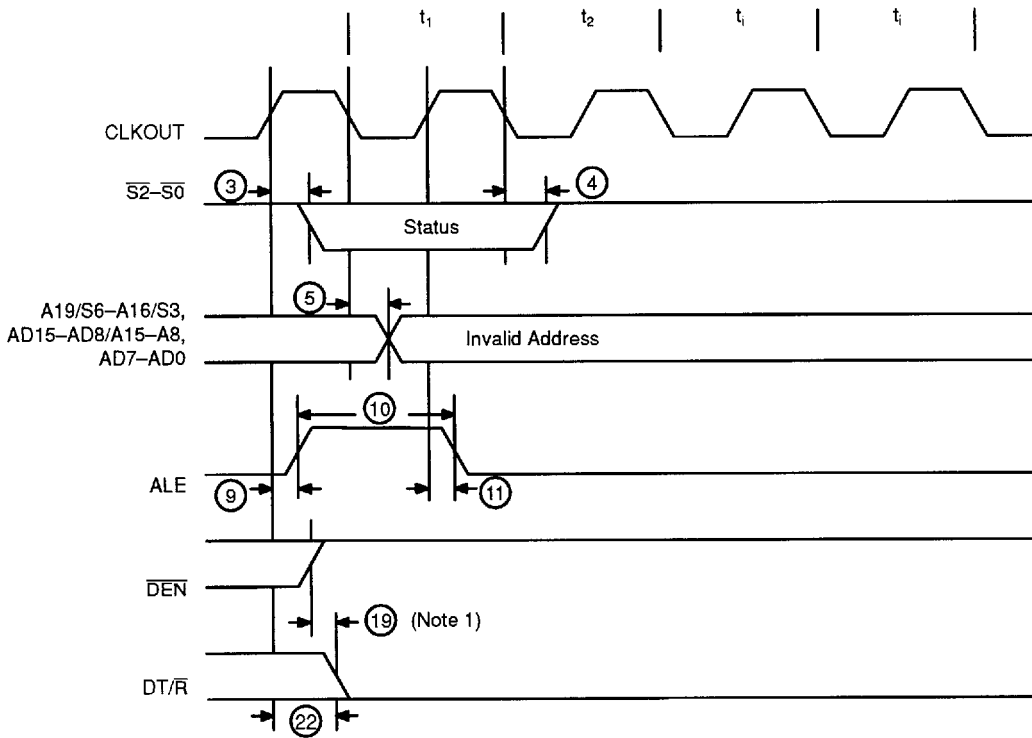 t1 t2 ti ti
CLKOUT
S2–S0
3
4
Status
5
A19/S6–A16/S3,
AD15–AD8/A15–A8,
AD7–AD0
Invalid Address
10
ALE
9
11
DEN
19 (Note 1)
DT/R
22